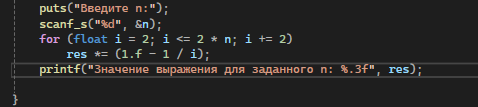 puts("Введите n:");
scanf_s("%d", &n);
for (float i = 2; i <= 2 * n; i += 2)
res *= (1.f - 1 / i);
printf("Значение выражения для заданного n: %.3f", res);
}